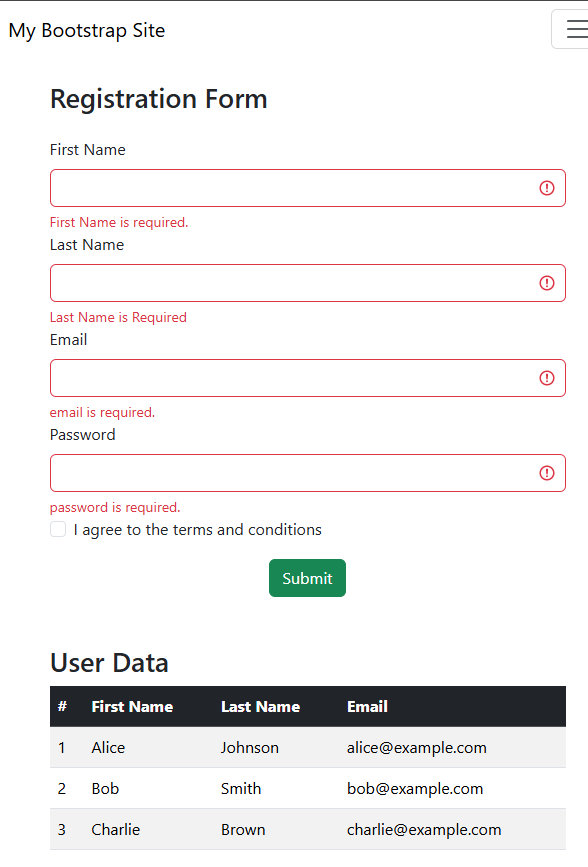 My Bootstrap Site
Registration Form
First Name
First Name is required.
Last Name
Last Name is Required
Email
email is required.
Password
password is required.
I agree to the terms and conditions
Submit
User Data
# First Name Last Name Email
1 Alice Johnson alice@example.com
2 Bob Smith bob@example.com
3 Charlie Brown charlie@example.com